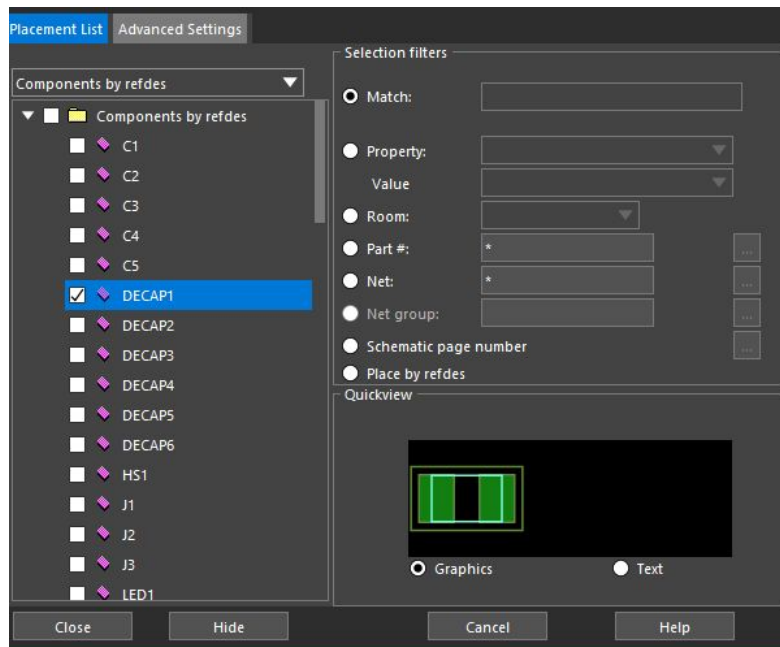 Placement List Advanced Settings
Components by refdes
Components by refdes
C1
C2
C3
C4
C5
DECAP1
DECAP2
DECAP3
DECAP4
DECAP5
DECAP6
HS1
J1
J2
J3
LED1
Selection filters
Match:
Property:
Value
Room:
Part #: * ...
Net: * ...
Net group: ...
Schematic page number ...
Place by refdes
Quickview
Graphics Text
Close Hide Cancel Help